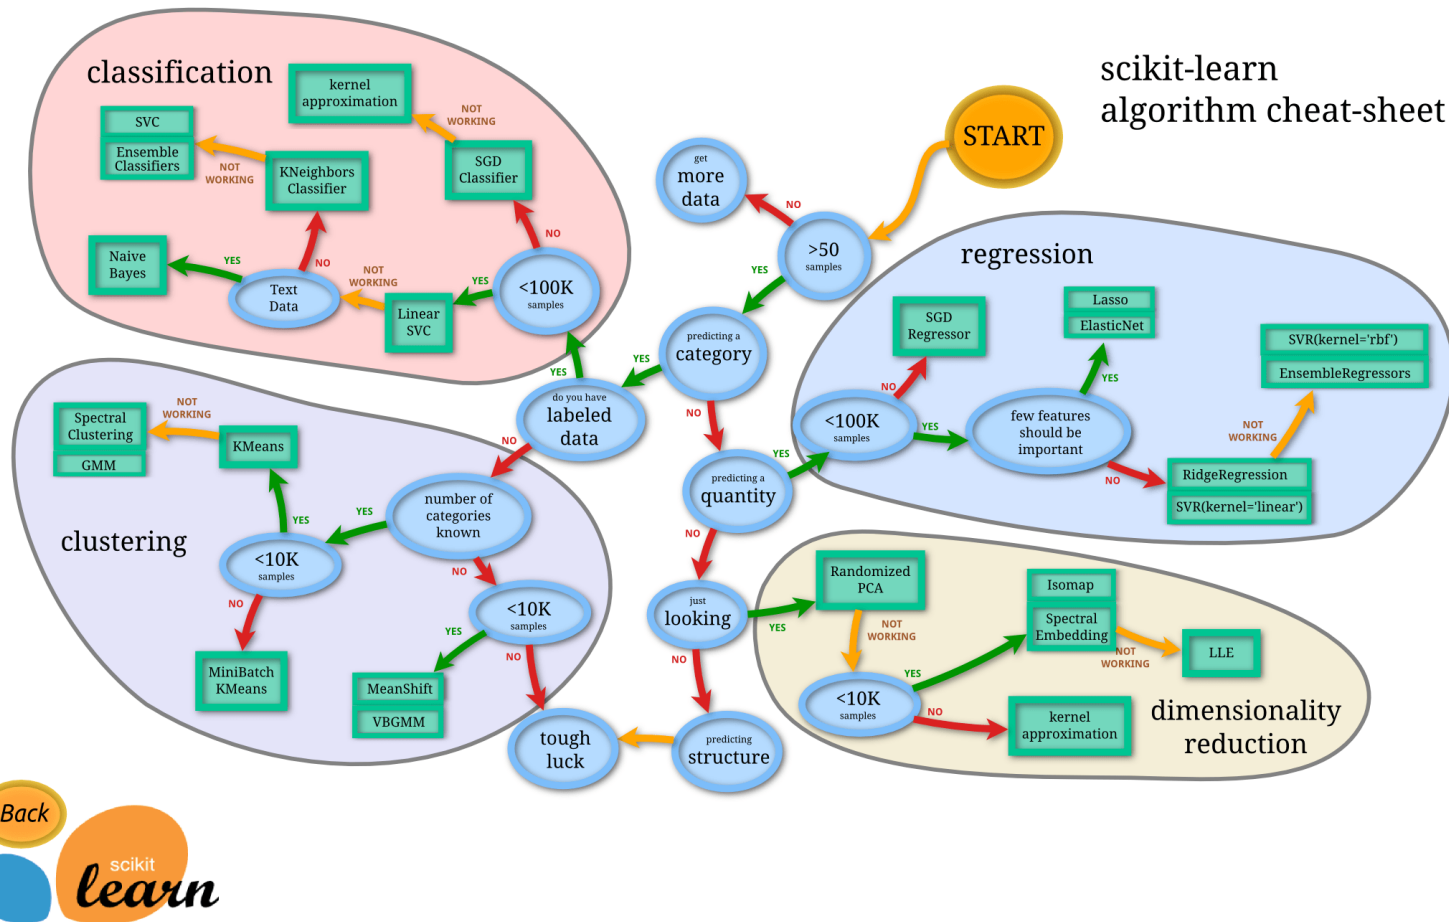 scikit-learn
algorithm cheat-sheet
START
classification
kernel
approximation
NOT
WORKING
SVC
Ensemble
Classifiers
NOT
WORKING
KNeighbors
Classifier
SGD
Classifier
NO
Naive
Bayes
YES
NO
Text
Data
NOT
WORKING
Linear
SVC
YES
<100K
samples
YES
get
more
data
NO
>50
samples
YES
predicting a
category
YES
NO
do you have
labeled
data
NO
predicting a
quantity
YES
NO
just
looking
YES
NO
predicting
structure
tough
luck
regression
SGD
Regressor
NO
<100K
samples
YES
Lasso
ElasticNet
YES
few features
should be
important
NO
SVR(kernel='rbf')
EnsembleRegressors
NOT
WORKING
RidgeRegression
SVR(kernel='linear')
clustering
Spectral
Clustering
GMM
NOT
WORKING
KMeans
YES
<10K
samples
NO
MiniBatch
KMeans
YES
number of
categories
known
NO
<10K
samples
YES
NO
MeanShift
VBGMM
dimensionality
reduction
Randomized
PCA
NOT
WORKING
<10K
samples
YES
NO
Isomap
Spectral
Embedding
NOT
WORKING
LLE
kernel
approximation
Back
scikit
learn